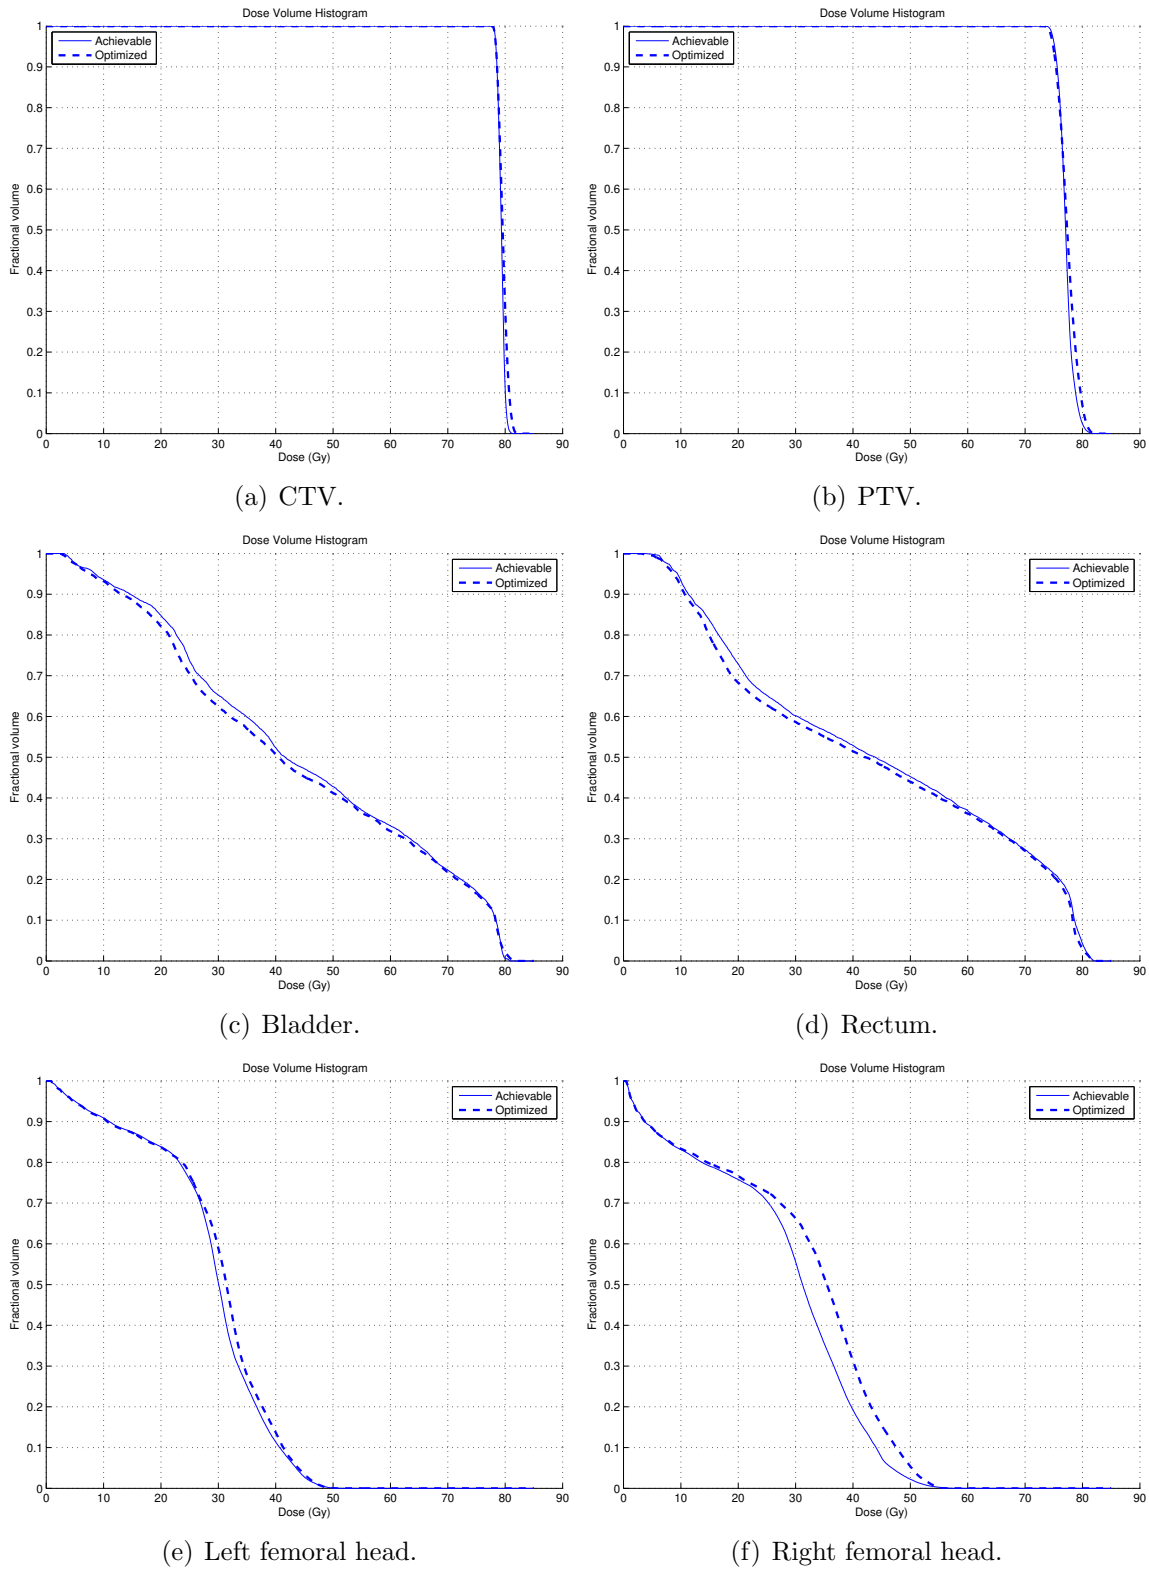 Dose Volume Histogram
Achievable
Optimized
1
0.9
0.8
0.7
0.6
0.5
0.4
0.3
0.2
0.1
0
Fractional volume
0 10 20 30 40 50 60 70 80 90
Dose (Gy)
(a) CTV.
Dose Volume Histogram
Achievable
Optimized
1
0.9
0.8
0.7
0.6
0.5
0.4
0.3
0.2
0.1
0
Fractional volume
0 10 20 30 40 50 60 70 80 90
Dose (Gy)
(b) PTV.
Dose Volume Histogram
Achievable
Optimized
1
0.9
0.8
0.7
0.6
0.5
0.4
0.3
0.2
0.1
0
Fractional volume
0 10 20 30 40 50 60 70 80 90
Dose (Gy)
(c) Bladder.
Dose Volume Histogram
Achievable
Optimized
1
0.9
0.8
0.7
0.6
0.5
0.4
0.3
0.2
0.1
0
Fractional volume
0 10 20 30 40 50 60 70 80 90
Dose (Gy)
(d) Rectum.
Dose Volume Histogram
Achievable
Optimized
1
0.9
0.8
0.7
0.6
0.5
0.4
0.3
0.2
0.1
0
Fractional volume
0 10 20 30 40 50 60 70 80 90
Dose (Gy)
(e) Left femoral head.
Dose Volume Histogram
Achievable
Optimized
1
0.9
0.8
0.7
0.6
0.5
0.4
0.3
0.2
0.1
0
Fractional volume
0 10 20 30 40 50 60 70 80 90
Dose (Gy)
(f) Right femoral head.